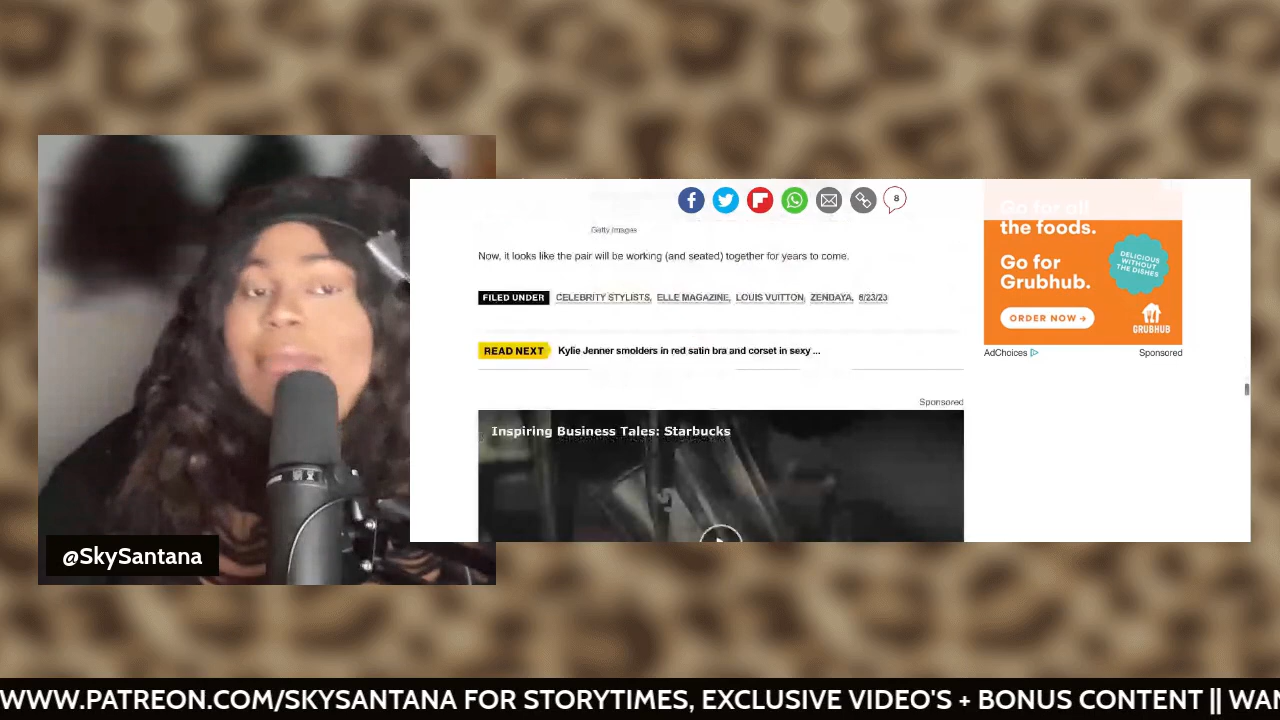 8
Getty Images
Now, it looks like the pair will be working (and seated) together for years to come.
FILED UNDER CELEBRITY STYLISTS, ELLE MAGAZINE, LOUIS VUITTON, ZENDAYA, 6/23/23
READ NEXT Kylie Jenner smolders in red satin bra and corset in sexy ...
Sponsored
Inspiring Business Tales: Starbucks
Go for all
the foods.
Go for
Grubhub.
DELICIOUS
WITHOUT
THE DISHES
ORDER NOW →
GRUBHUB
AdChoices
Sponsored
@SkySantana
WWW.PATREON.COM/SKYSANTANA FOR STORYTIMES, EXCLUSIVE VIDEO'S + BONUS CONTENT || WAN